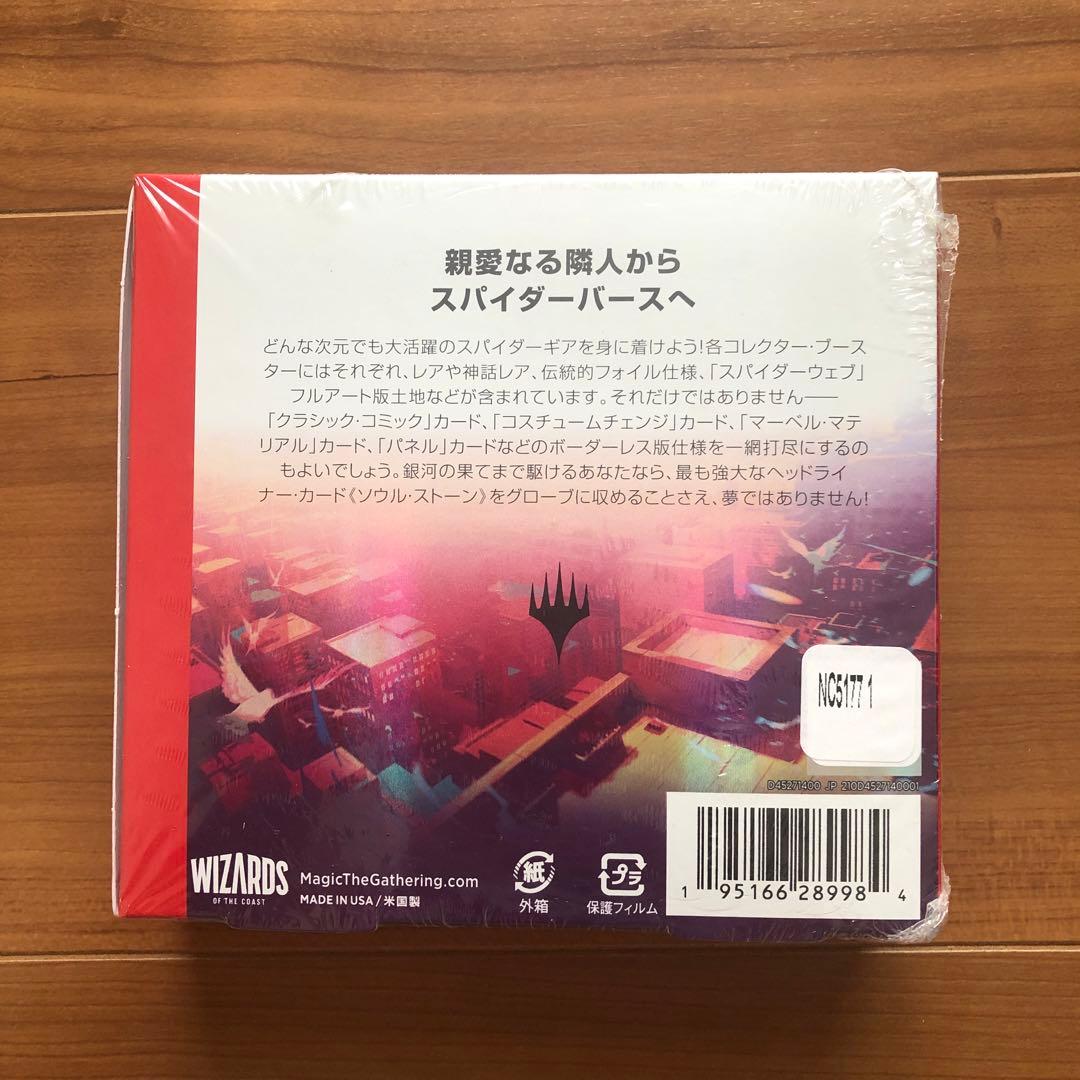 親愛なる隣人から
スパイダーバースへ
どんな次元でも大活躍のスパイダーギアを身に着けよう!各コレクター・ブース
ターにはそれぞれ、レアや神話レア、伝統的フォイル仕様、「スパイダーウェブ」
フルアート版土地などが含まれています。それだけではありません――
「クラシック・コミック」カード、「コスチュームチェンジ」カード、「マーベル・マテ
リアル」カード、「パネル」カードなどのボーダーレス版仕様を一網打尽にするの
もよいでしょう。銀河の果てまで駆けるあなたなら、最も強大なヘッドライ
ナー・カード《ソウル・ストーン》をグローブに収めることさえ、夢ではありません!
NC5177 1
D45271400 JP 210D4527140001
WIZARDS
OF THE COAST
MagicTheGathering.com
MADE IN USA / 米国製
紙
外箱
プラ
保護フィルム
1 95166 28998 4